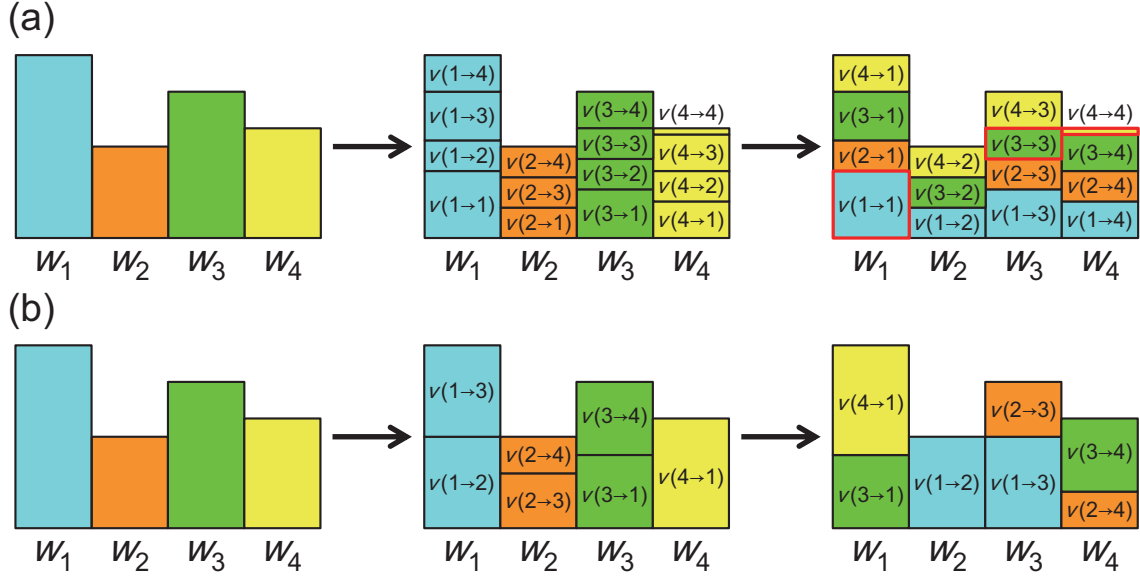 (a)
v(1→4)
v(1→3)
v(1→2)
v(1→1)
v(2→4)
v(2→3)
v(2→1)
v(3→4)
v(3→3)
v(3→2)
v(3→1)
v(4→4)
v(4→3)
v(4→2)
v(4→1)
v(4→1)
v(3→1)
v(2→1)
v(1→1)
v(4→2)
v(3→2)
v(1→2)
v(4→3)
v(3→3)
v(2→3)
v(1→3)
v(4→4)
v(3→4)
v(2→4)
v(1→4)
w1 w2 w3 w4 w1 w2 w3 w4 w1 w2 w3 w4
(b)
v(1→3)
v(1→2)
v(2→4)
v(2→3)
v(3→4)
v(3→1)
v(4→1)
v(4→1)
v(3→1)
v(1→2)
v(2→3)
v(1→3)
v(3→4)
v(2→4)
w1 w2 w3 w4 w1 w2 w3 w4 w1 w2 w3 w4